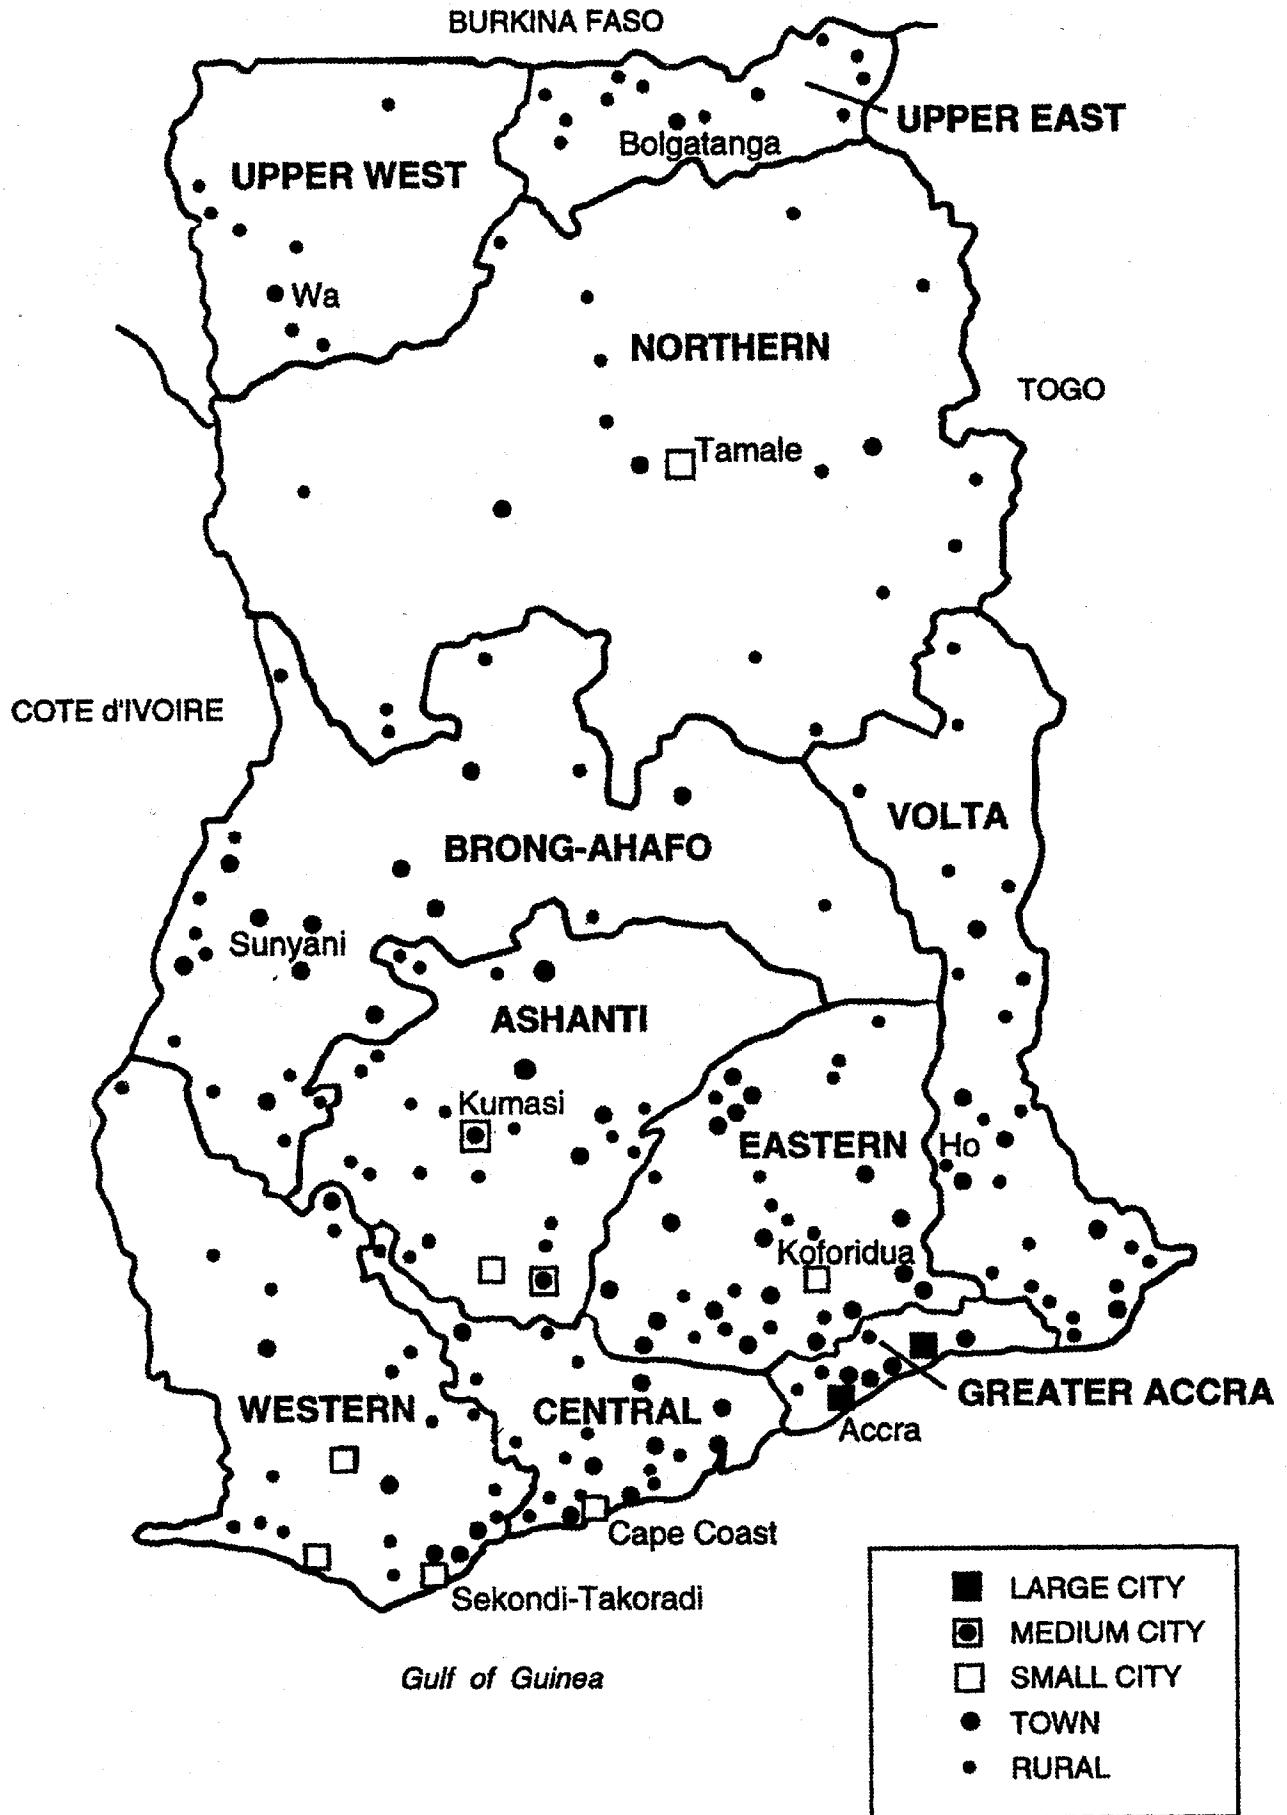 BURKINA FASO
UPPER EAST
Bolgatanga
UPPER WEST
Wa
NORTHERN
TOGO
Tamale
COTE d'IVOIRE
VOLTA
BRONG-AHAFO
Sunyani
ASHANTI
Kumasi
EASTERN
Ho
Koforidua
WESTERN
CENTRAL
GREATER ACCRA
Accra
Cape Coast
Sekondi-Takoradi
Gulf of Guinea
LARGE CITY
MEDIUM CITY
SMALL CITY
TOWN
RURAL